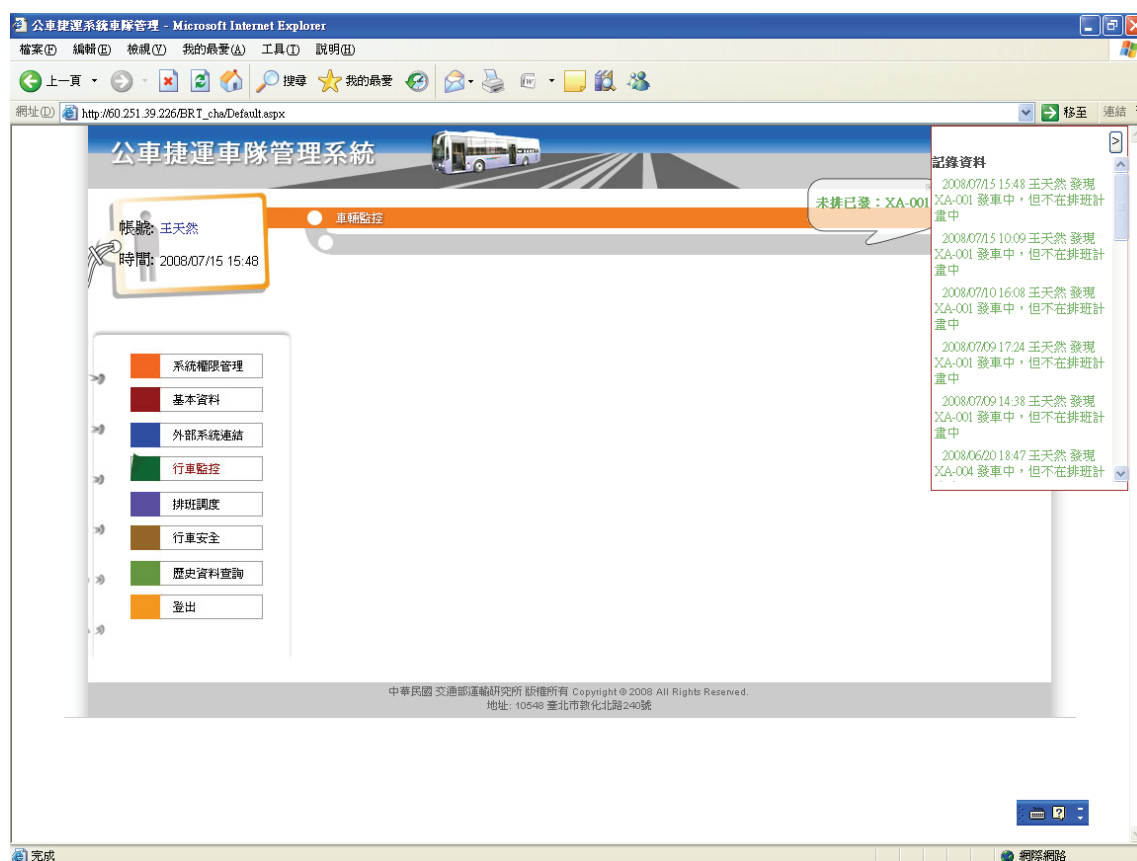 公車捷運系統車隊管理 - Microsoft Internet Explorer
檔案(F) 編輯(E) 檢視(V) 我的最愛(A) 工具(T) 說明(H)
上一頁 搜尋 我的最愛
網址(D) http://60.251.39.226/BRT_cha/Default.aspx 移至 連結
公車捷運車隊管理系統
帳號: 王天然
時間: 2008/07/15 15:48
車輛監控
未排已發：XA-001
記錄資料
2008/07/15 15:48 王天然 發現
XA-001 發車中，但不在排班計
畫中
2008/07/15 10:09 王天然 發現
XA-001 發車中，但不在排班計
畫中
2008/07/10 16:08 王天然 發現
XA-001 發車中，但不在排班計
畫中
2008/07/09 17:24 王天然 發現
XA-001 發車中，但不在排班計
畫中
2008/07/09 14:38 王天然 發現
XA-001 發車中，但不在排班計
畫中
2008/06/20 18:47 王天然 發現
XA-004 發車中，但不在排班計
系統權限管理
基本資料
外部系統連結
行車監控
排班調度
行車安全
歷史資料查詢
登出
中華民國 交通部運輸研究所 版權所有 Copyright © 2008 All Rights Reserved.
地址: 10548 臺北市敦化北路240號
完成 網際網路